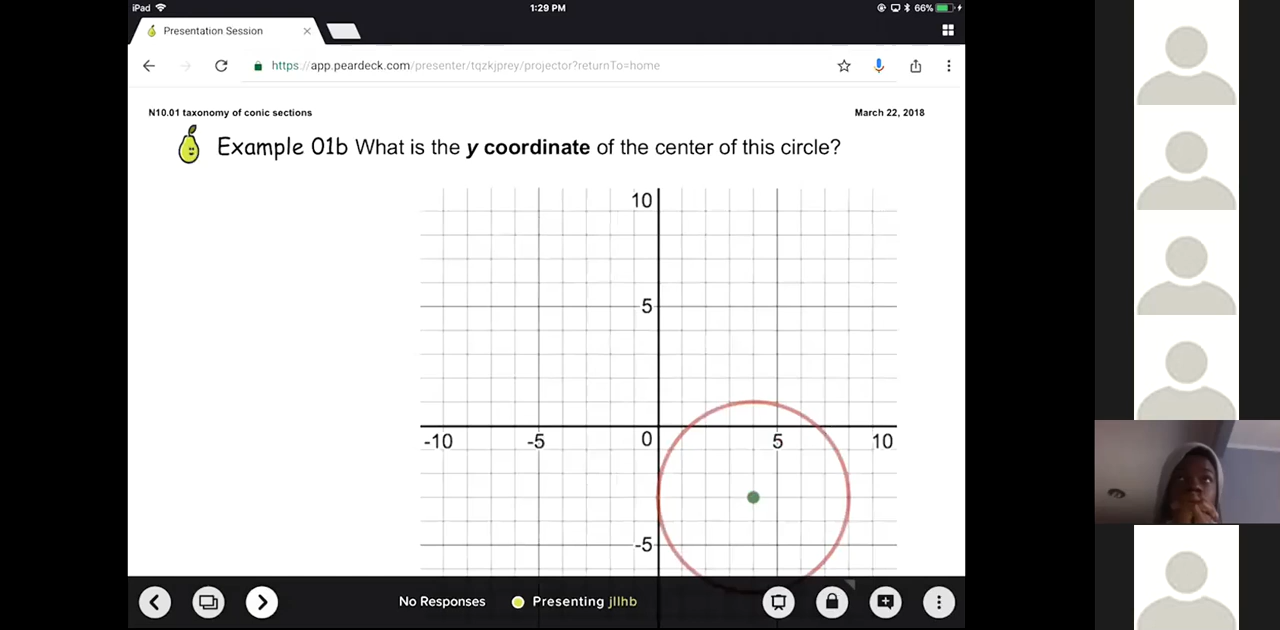 iPad 1:29 PM 66%
Presentation Session
https://app.peardeck.com/presenter/tqzkjprey/projector?returnTo=home
N10.01 taxonomy of conic sections March 22, 2018
Example 01b What is the y coordinate of the center of this circle?
10
5
-10 -5 0 5 10
-5
No Responses Presenting jllhb